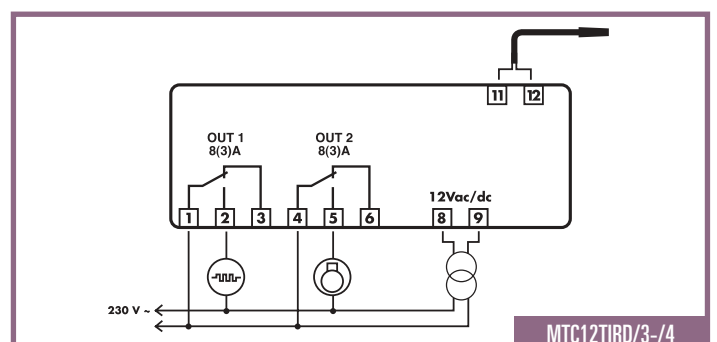 11 12
OUT 1 OUT 2
8(3)A 8(3)A
12Vac/dc
1 2 3 4 5 6 8 9
230 V ~
MTC12TIRD/3-/4